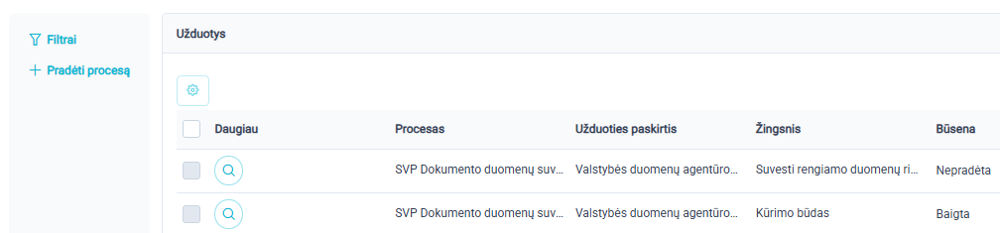 Filtrai
Pradėti procesą
Užduotys
Daugiau Procesas Užduoties paskirtis Žingsnis Būsena
SVP Dokumento duomenų suv... Valstybės duomenų agentūro... Suvesti rengiamo duomenų ri... Nepradėta
SVP Dokumento duomenų suv... Valstybės duomenų agentūro... Kūrimo būdas Baigta